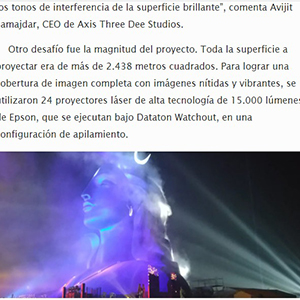 os tonos de interferencia de la superficie brillante", comenta Avijit
amajdar, CEO de Axis Three Dee Studios.
Otro desafío fue la magnitud del proyecto. Toda la superficie a
proyectar era de más de 2.438 metros cuadrados. Para lograr una
obertura de imagen completa con imágenes nítidas y vibrantes, se
utilizaron 24 proyectores láser de alta tecnología de 15.000 lúmenes
de Epson, que se ejecutan bajo Dataton Watchout, en una
onfiguración de apilamiento.